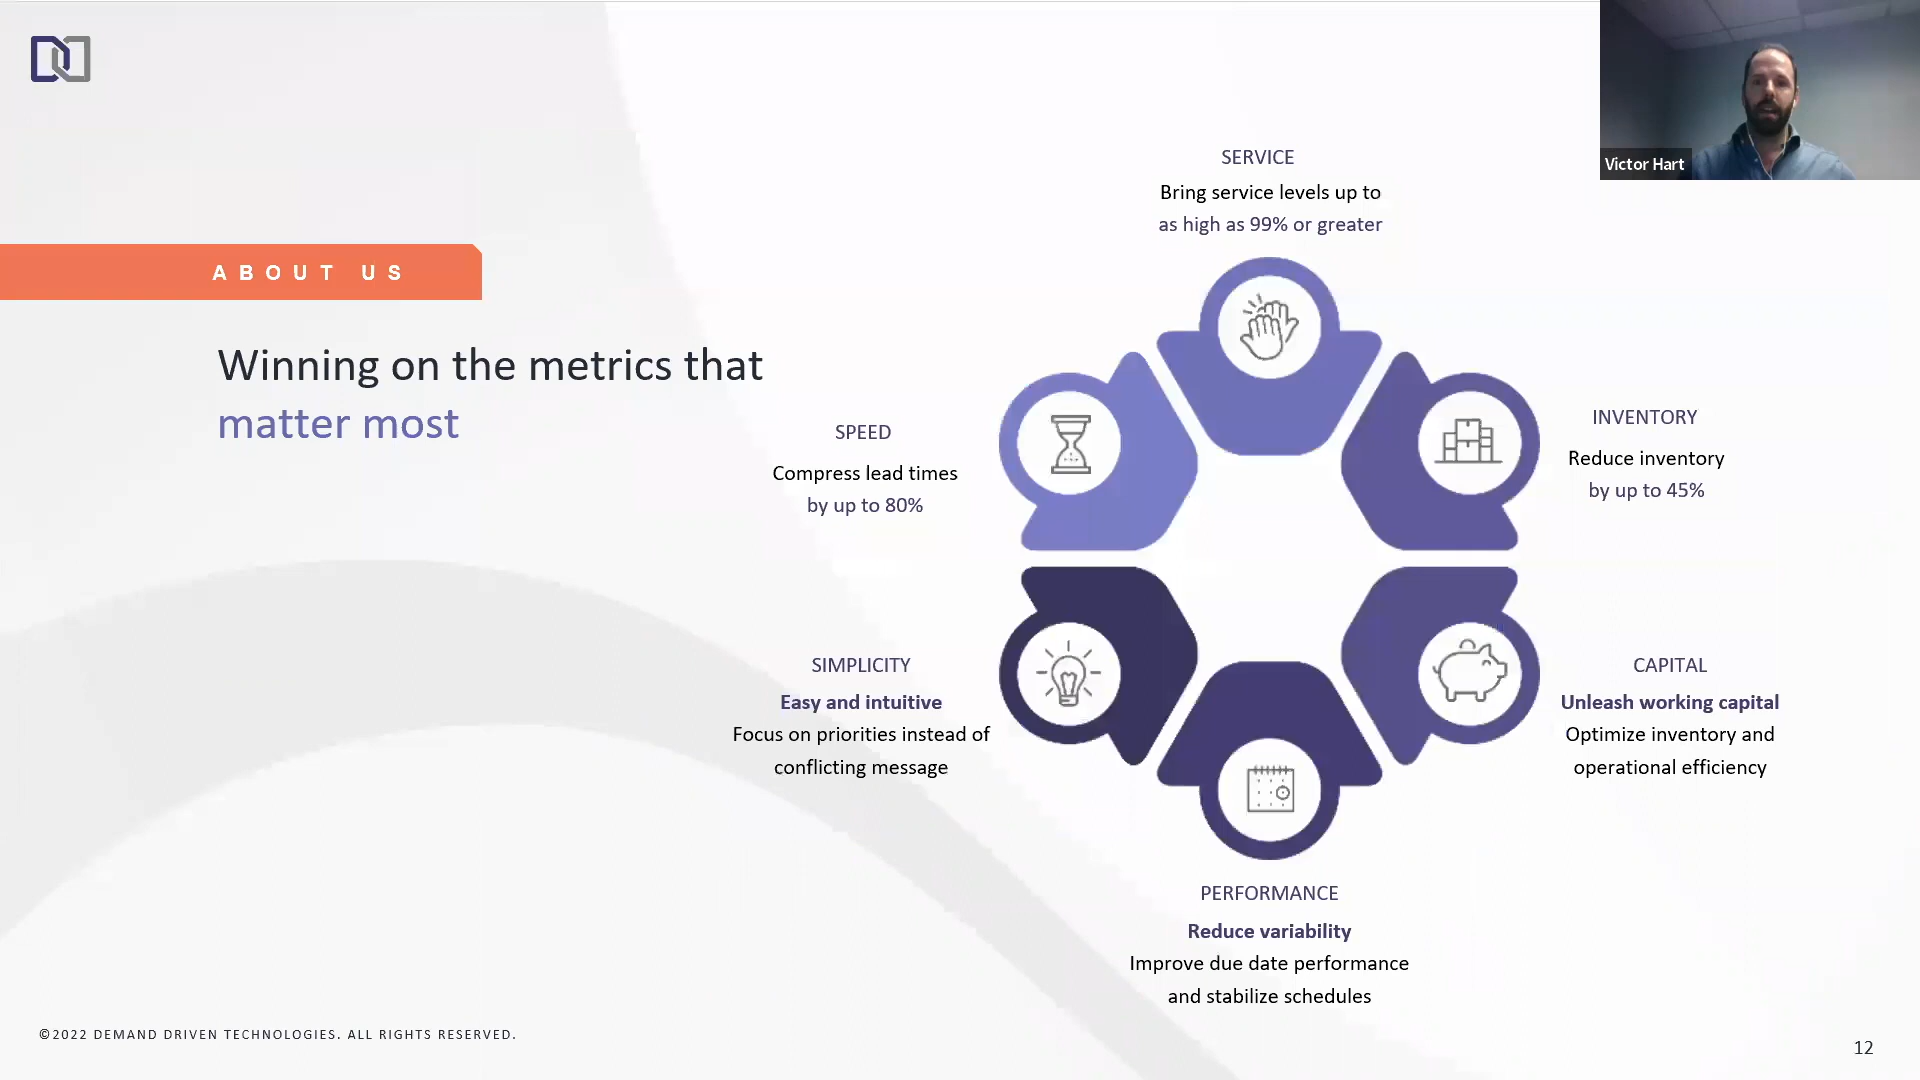 Victor Hart
ABOUT US
Winning on the metrics that
matter most
SERVICE
Bring service levels up to
as high as 99% or greater
SPEED
Compress lead times
by up to 80%
INVENTORY
Reduce inventory
by up to 45%
SIMPLICITY
Easy and intuitive
Focus on priorities instead of
conflicting message
CAPITAL
Unleash working capital
Optimize inventory and
operational efficiency
PERFORMANCE
Reduce variability
Improve due date performance
and stabilize schedules
©2022 DEMAND DRIVEN TECHNOLOGIES. ALL RIGHTS RESERVED.
12